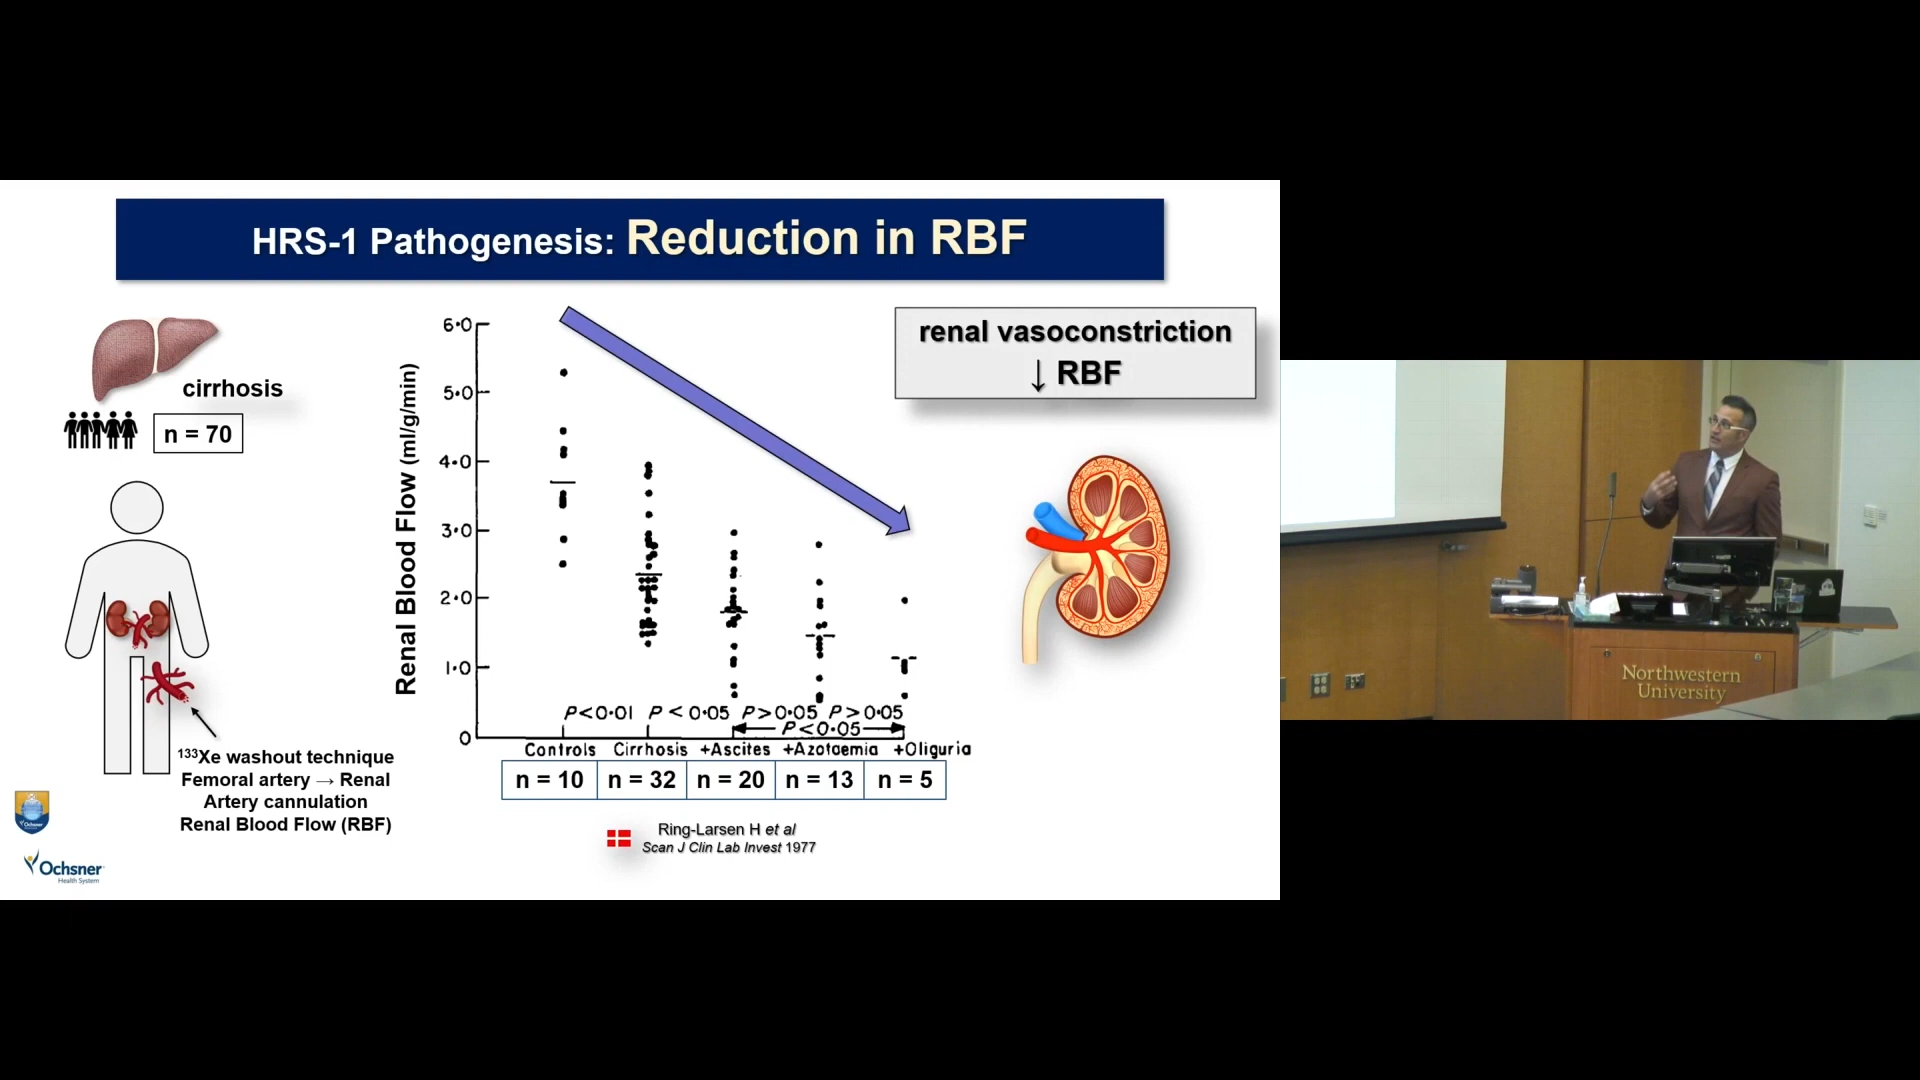 HRS-1 Pathogenesis: Reduction in RBF
cirrhosis
n = 70
133Xe washout technique
Femoral artery → Renal
Artery cannulation
Renal Blood Flow (RBF)
Ochsner
Health System
Renal Blood Flow (ml/g/min)
6·0
5·0
4·0
3·0
2·0
1·0
0
P<0·01 P<0·05 P>0·05 P>0·05
P<0·05
Controls Cirrhosis +Ascites +Azotaemia +Oliguria
n = 10 n = 32 n = 20 n = 13 n = 5
Ring-Larsen H et al
Scan J Clin Lab Invest 1977
renal vasoconstriction
↓ RBF
Northwestern
University